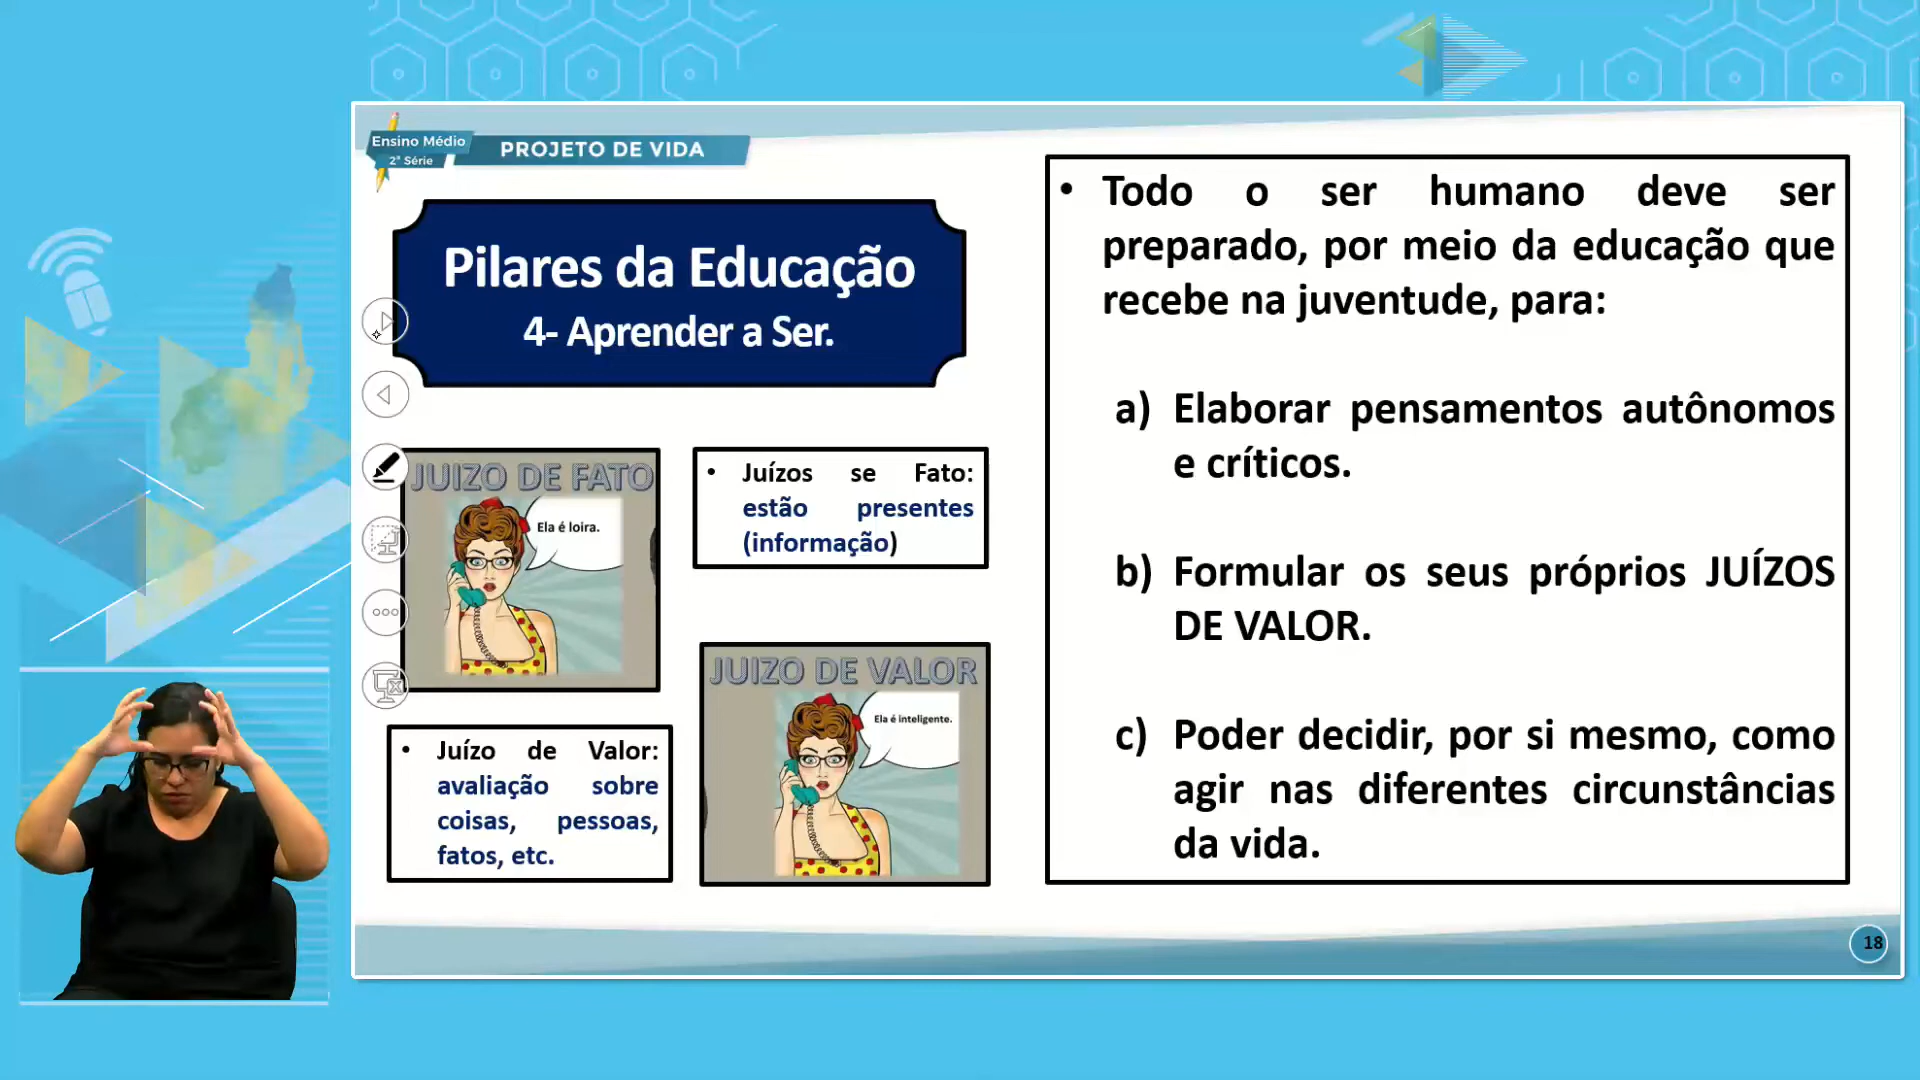 Ensino Médio
2ª Série
PROJETO DE VIDA
Pilares da Educação
4- Aprender a Ser.
JUIZO DE FATO
Ela é loira.
• Juízos se Fato:
estão presentes
(informação)
• Juízo de Valor:
avaliação sobre
coisas, pessoas,
fatos, etc.
JUIZO DE VALOR
Ela é inteligente.
• Todo o ser humano deve ser
preparado, por meio da educação que
recebe na juventude, para:
a) Elaborar pensamentos autônomos
e críticos.
b) Formular os seus próprios JUÍZOS
DE VALOR.
c) Poder decidir, por si mesmo, como
agir nas diferentes circunstâncias
da vida.
18